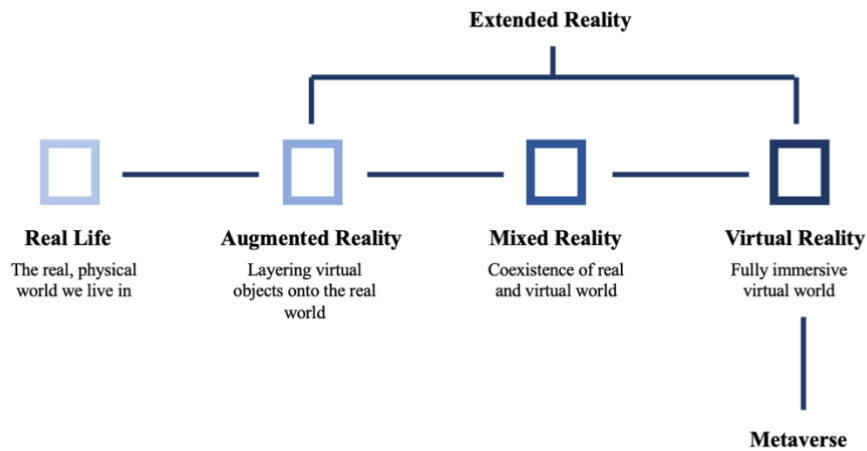 Extended Reality
Real Life
The real, physical
world we live in
Augmented Reality
Layering virtual
objects onto the real
world
Mixed Reality
Coexistence of real
and virtual world
Virtual Reality
Fully immersive
virtual world
Metaverse